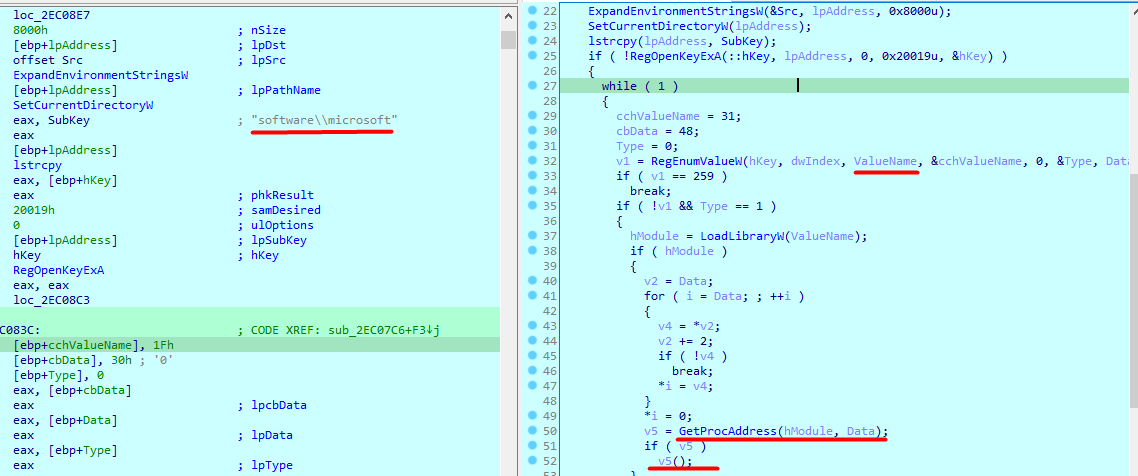 loc_2EC08E7
8000h ; nSize
[ebp+lpAddress] ; lpDst
offset Src ; lpSrc
ExpandEnvironmentStringsW
[ebp+lpAddress] ; lpPathName
SetCurrentDirectoryW
eax, SubKey ; "software\\microsoft"
eax
[ebp+lpAddress]
lstrcpy
eax, [ebp+hKey]
eax ; phkResult
20019h ; samDesired
0 ; ulOptions
[ebp+lpAddress] ; lpSubKey
hKey ; hKey
RegOpenKeyExA
eax, eax
loc_2EC08C3
C083C: ; CODE XREF: sub_2EC07C6+F3↓j
[ebp+cchValueName], 1Fh
[ebp+cbData], 30h ; '0'
[ebp+Type], 0
eax, [ebp+cbData]
eax ; lpcbData
eax, [ebp+Data]
eax ; lpData
eax, [ebp+Type]
eax ; lpType
22 ExpandEnvironmentStringsW(&Src, lpAddress, 0x8000u);
23 SetCurrentDirectoryW(lpAddress);
24 lstrcpy(lpAddress, SubKey);
25 if ( !RegOpenKeyExA(::hKey, lpAddress, 0, 0x20019u, &hKey) )
26 {
27 while ( 1 )
28 {
29 cchValueName = 31;
30 cbData = 48;
31 Type = 0;
32 v1 = RegEnumValueW(hKey, dwIndex, ValueName, &cchValueName, 0, &Type, Dat
33 if ( v1 == 259 )
34 break;
35 if ( !v1 && Type == 1 )
36 {
37 hModule = LoadLibraryW(ValueName);
38 if ( hModule )
39 {
40 v2 = Data;
41 for ( i = Data; ; ++i )
42 {
43 v4 = *v2;
44 v2 += 2;
45 if ( !v4 )
46 break;
47 *i = v4;
48 }
49 *i = 0;
50 v5 = GetProcAddress(hModule, Data);
51 if ( v5 )
52 v5();
53 }